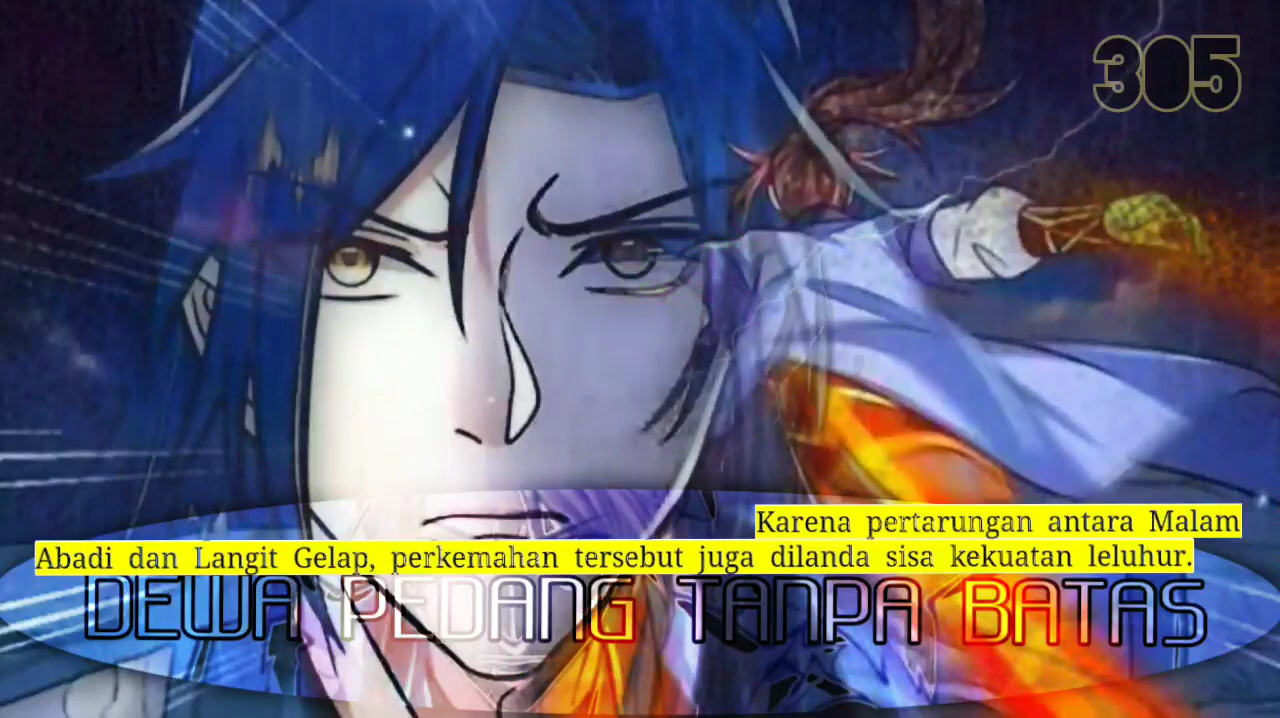 305
Karena pertarungan antara Malam
Abadi dan Langit Gelap, perkemahan tersebut juga dilanda sisa kekuatan leluhur.
DEWA PEDANG TANPA BATAS